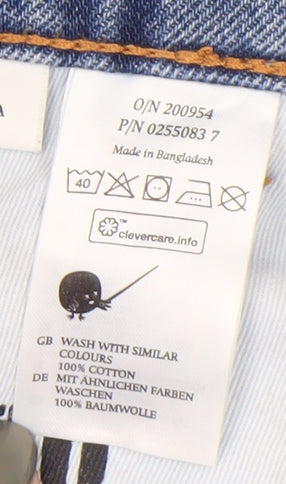 A
O/N 200954
P/N 0255083 7
Made in Bangladesh
40
™
clevercare.info
GB WASH WITH SIMILAR
COLOURS
100% COTTON
DE MIT ÄHNLICHEN FARBEN
WASCHEN
100% BAUMWOLLE